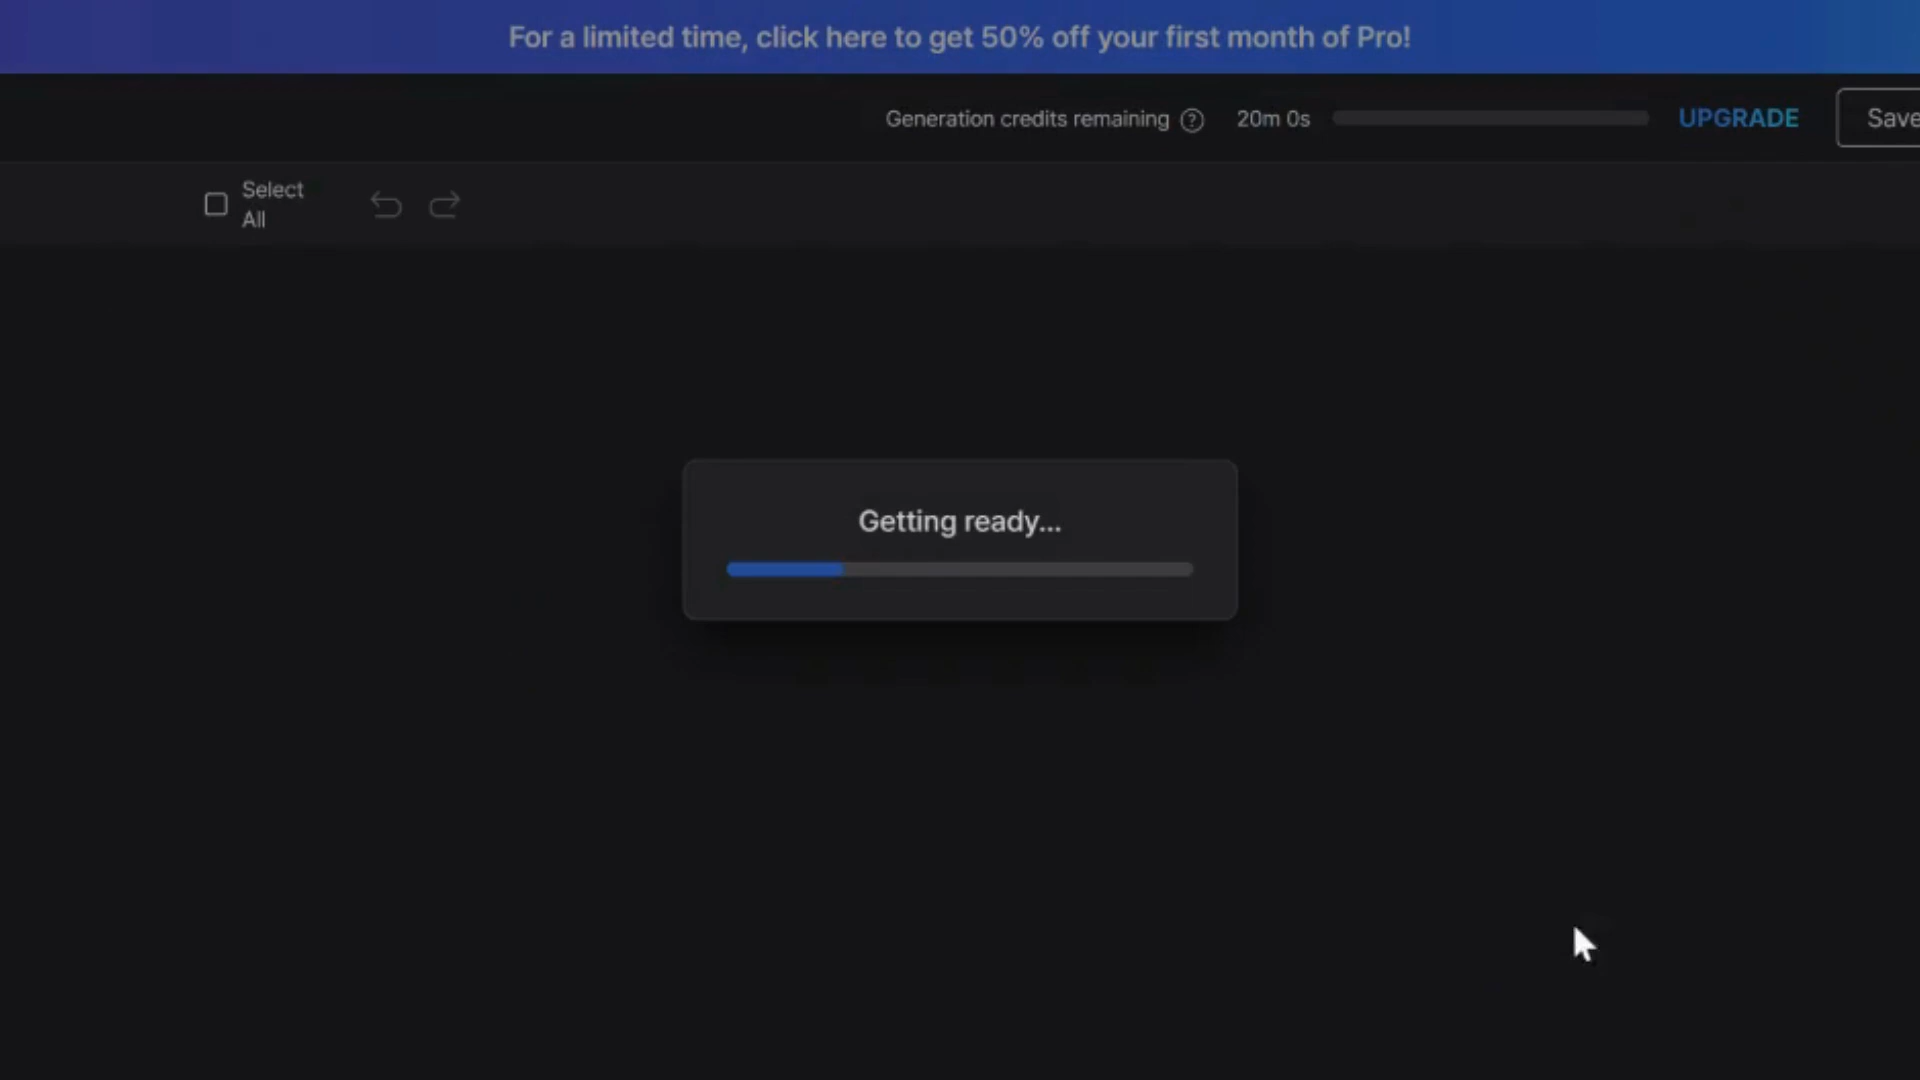 For a limited time, click here to get 50% off your first month of Pro!
Generation credits remaining ? 20m 0s UPGRADE Save
Select
All
Getting ready...